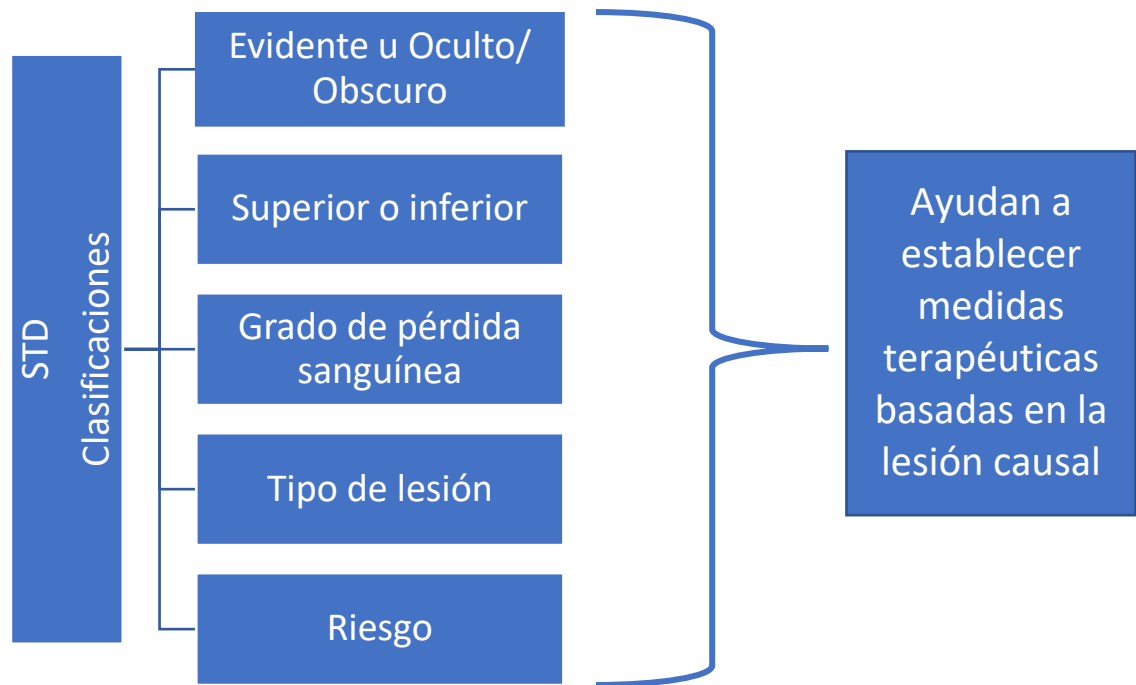 STD
Clasificaciones
Evidente u Oculto/
Obscuro
Superior o inferior
Grado de pérdida
sanguínea
Tipo de lesión
Riesgo
Ayudan a
establecer
medidas
terapéuticas
basadas en la
lesión causal